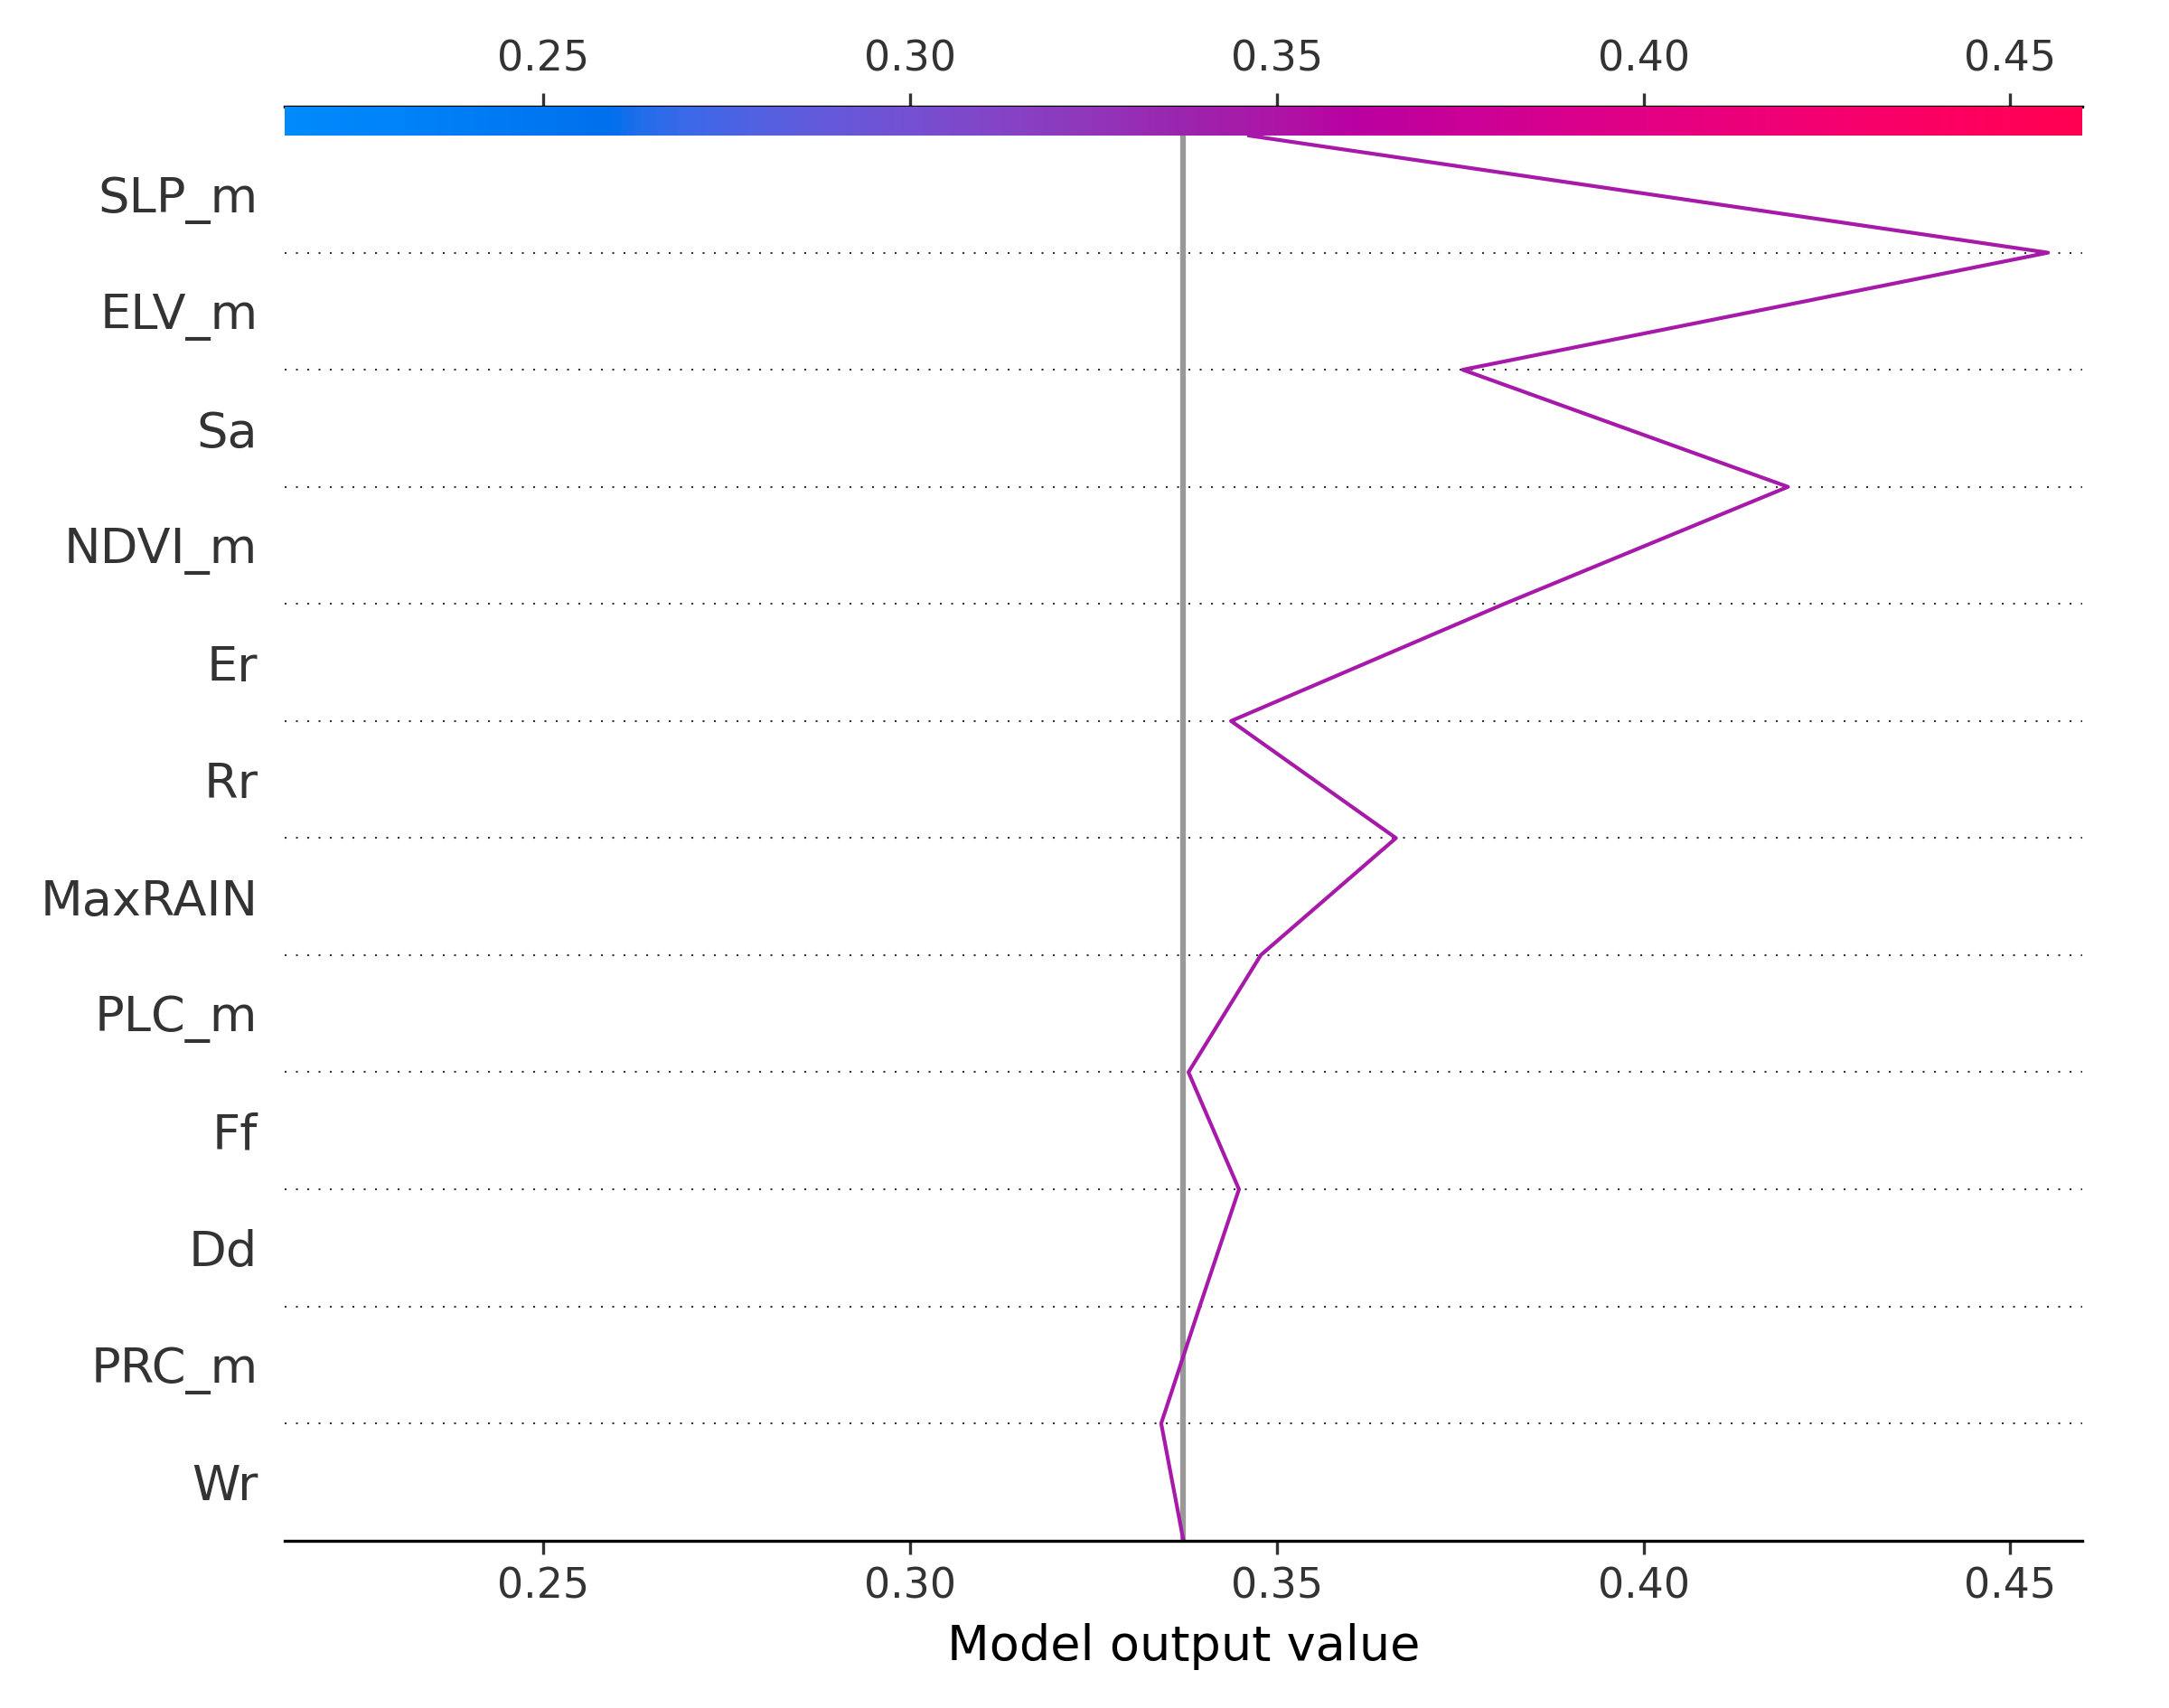 0.25 0.30 0.35 0.40 0.45
SLP_m
ELV_m
Sa
NDVI_m
Er
Rr
MaxRAIN
PLC_m
Ff
Dd
PRC_m
Wr
0.25 0.30 0.35 0.40 0.45
Model output value